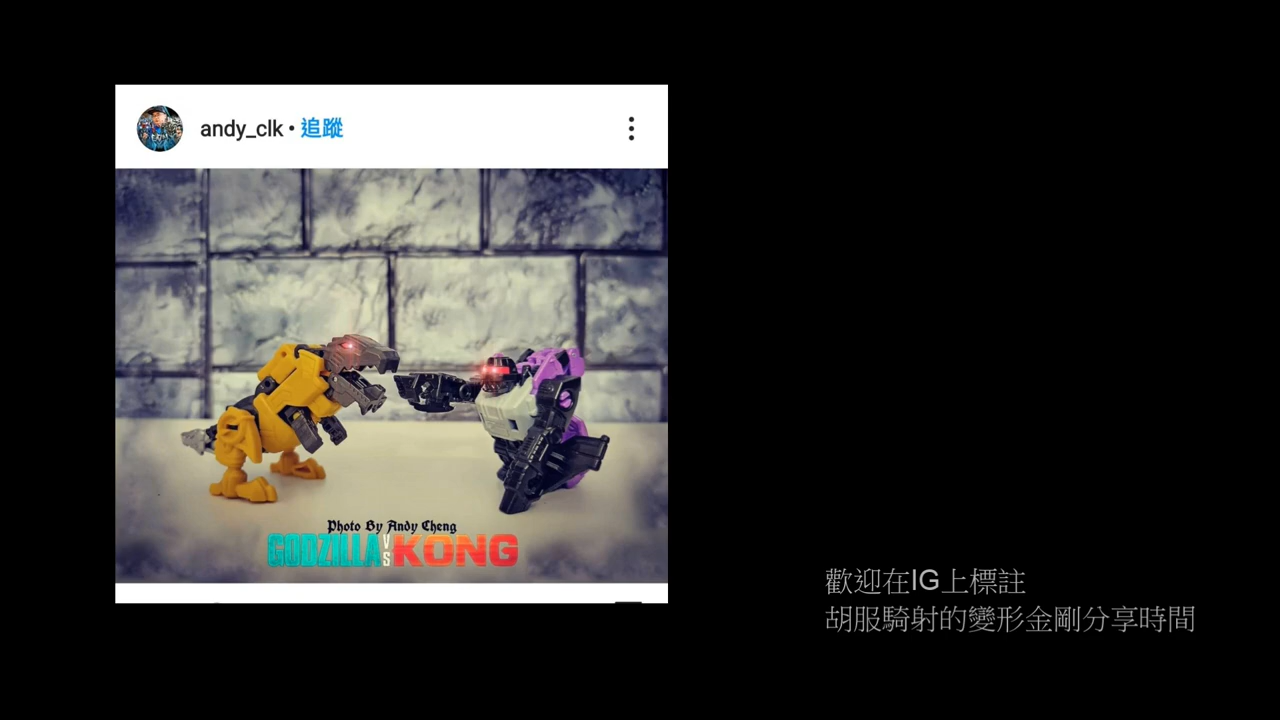 andy_clk • 追蹤
Photo By Andy Cheng
GODZILLA VS KONG
歡迎在IG上標註
胡服騎射的變形金剛分享時間